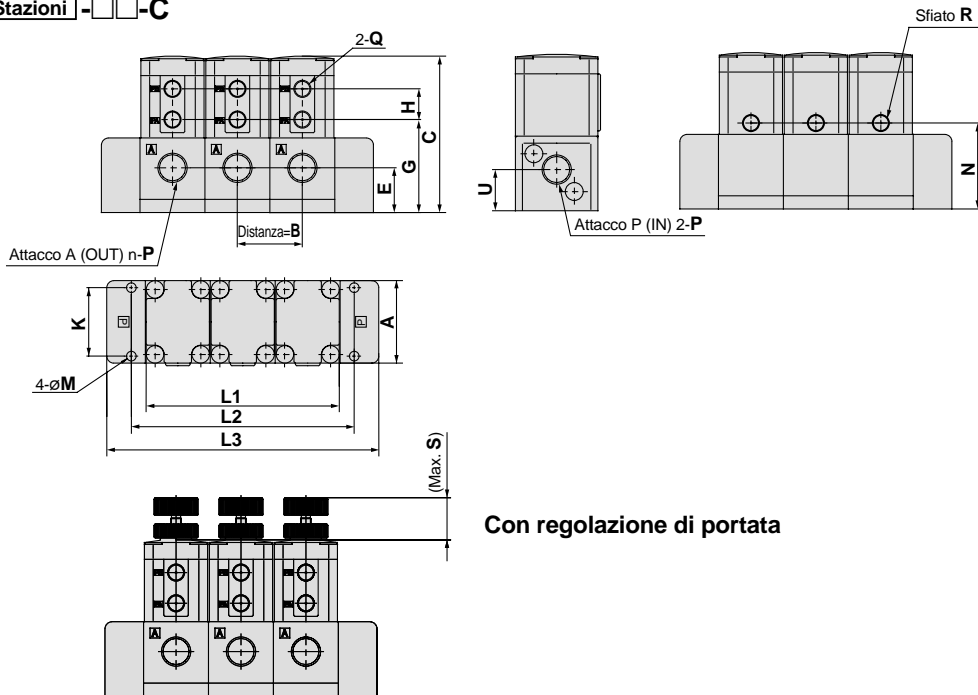 Stazioni -□□-C
2-Q
H
C
G
E
A A A
Distanza=B
Attacco A (OUT) n-P
U
Attacco P (IN) 2-P
Sfiato R
N
K
P
P
A
4-øM
L1
L2
L3
(Max. S)
Con regolazione di portata
A A A